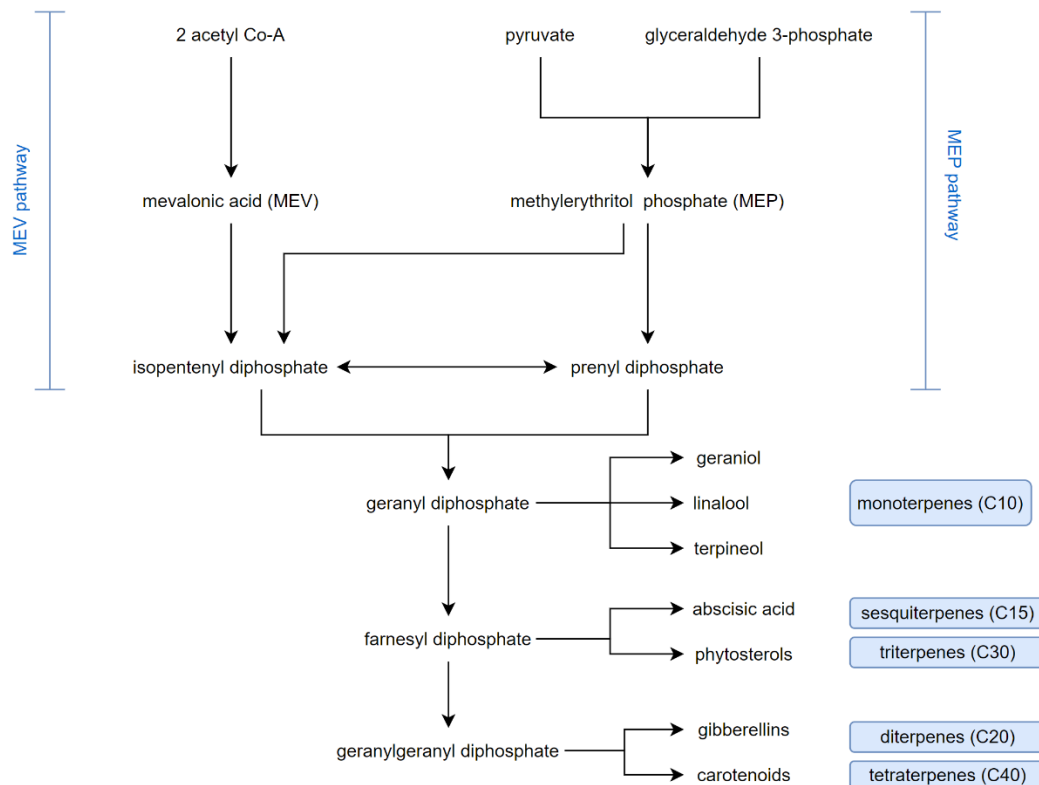 2 acetyl Co-A
pyruvate
glyceraldehyde 3-phosphate
MEV pathway
MEP pathway
mevalonic acid (MEV)
methylerythritol phosphate (MEP)
isopentenyl diphosphate
prenyl diphosphate
geraniol
geranyl diphosphate
linalool
monoterpenes (C10)
terpineol
abscisic acid
sesquiterpenes (C15)
farnesyl diphosphate
phytosterols
triterpenes (C30)
gibberellins
diterpenes (C20)
geranylgeranyl diphosphate
carotenoids
tetraterpenes (C40)